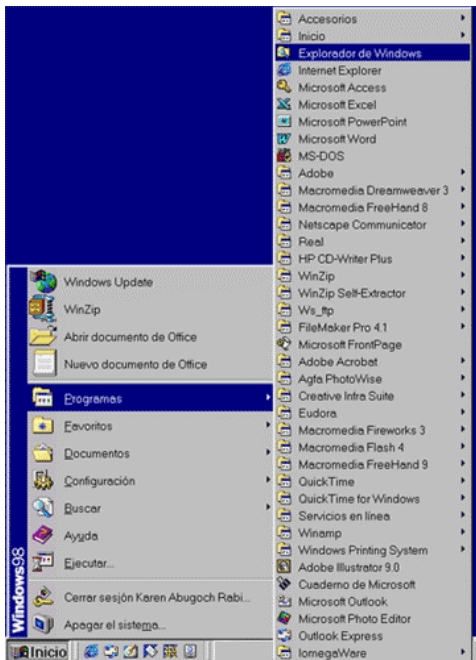 Accesorios
Inicio
Explorador de Windows
Internet Explorer
Microsoft Access
Microsoft Excel
Microsoft PowerPoint
Microsoft Word
MS-DOS
Adobe
Macromedia Dreamweaver 3
Macromedia FreeHand 8
Netscape Communicator
Real
HP CD-Writer Plus
WinZip
WinZip Self-Extractor
Ws_ftp
FileMaker Pro 4.1
Microsoft FrontPage
Adobe Acrobat
Agfa PhotoWise
Creative Infra Suite
Eudora
Macromedia Fireworks 3
Macromedia Flash 4
Macromedia FreeHand 9
QuickTime
QuickTime for Windows
Servicios en línea
Winamp
Windows Printing System
Adobe Illustrator 9.0
Cuaderno de Microsoft
Microsoft Outlook
Microsoft Photo Editor
Outlook Express
IomegaWare
Windows Update
WinZip
Abrir documento de Office
Nuevo documento de Office
Programas
Favoritos
Documentos
Configuración
Buscar
Ayuda
Ejecutar...
Cerrar sesión Karen Abugoch Rabi...
Apagar el sistema...
Windows98
Inicio